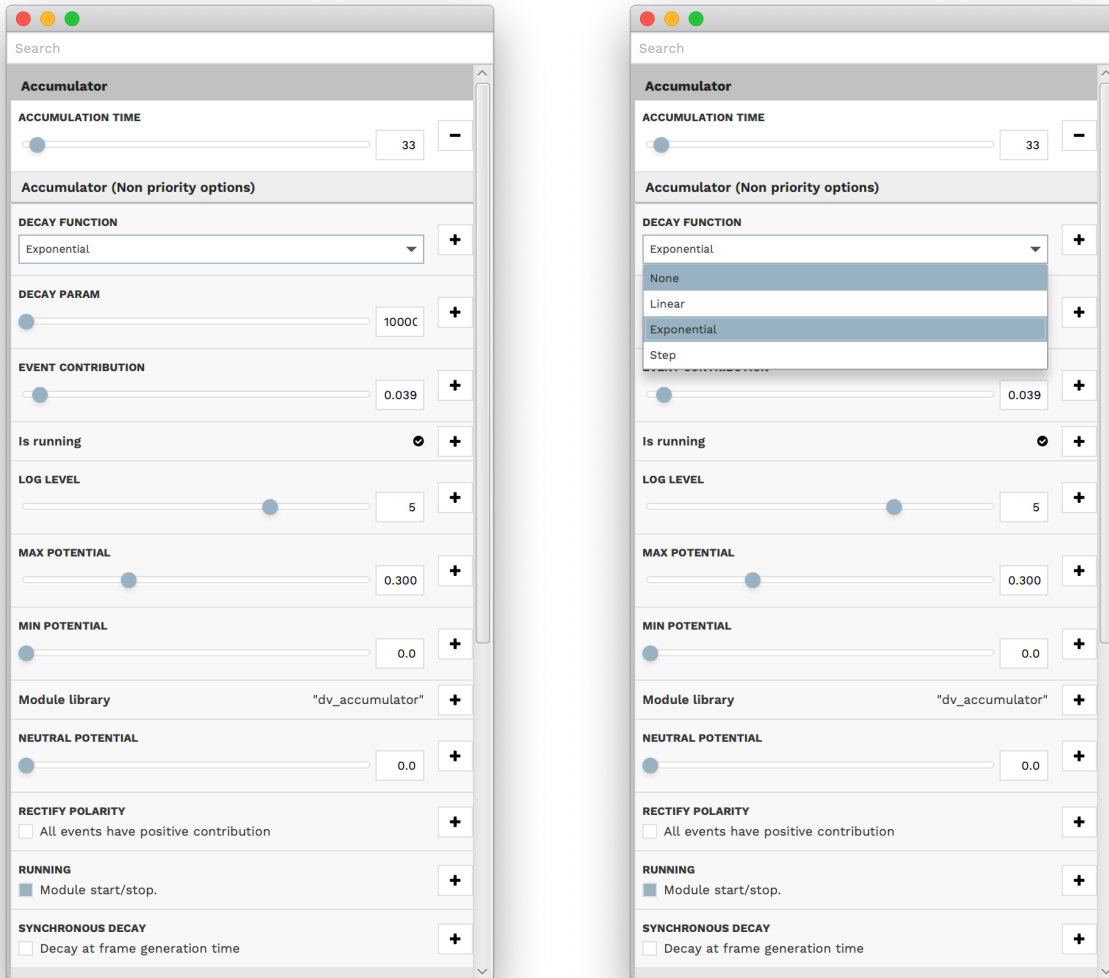 Search
Accumulator
ACCUMULATION TIME
33
Accumulator (Non priority options)
DECAY FUNCTION
Exponential
DECAY PARAM
EVENT CONTRIBUTION
0.039
Is running
LOG LEVEL
5
MAX POTENTIAL
0.300
MIN POTENTIAL
0.0
Module library "dv_accumulator"
NEUTRAL POTENTIAL
0.0
RECTIFY POLARITY
All events have positive contribution
RUNNING
Module start/stop.
SYNCHRONOUS DECAY
Decay at frame generation time
Search
Accumulator
ACCUMULATION TIME
33
Accumulator (Non priority options)
DECAY FUNCTION
Exponential
None
Linear
Exponential
Step
0.039
Is running
LOG LEVEL
5
MAX POTENTIAL
0.300
MIN POTENTIAL
0.0
Module library "dv_accumulator"
NEUTRAL POTENTIAL
0.0
RECTIFY POLARITY
All events have positive contribution
RUNNING
Module start/stop.
SYNCHRONOUS DECAY
Decay at frame generation time